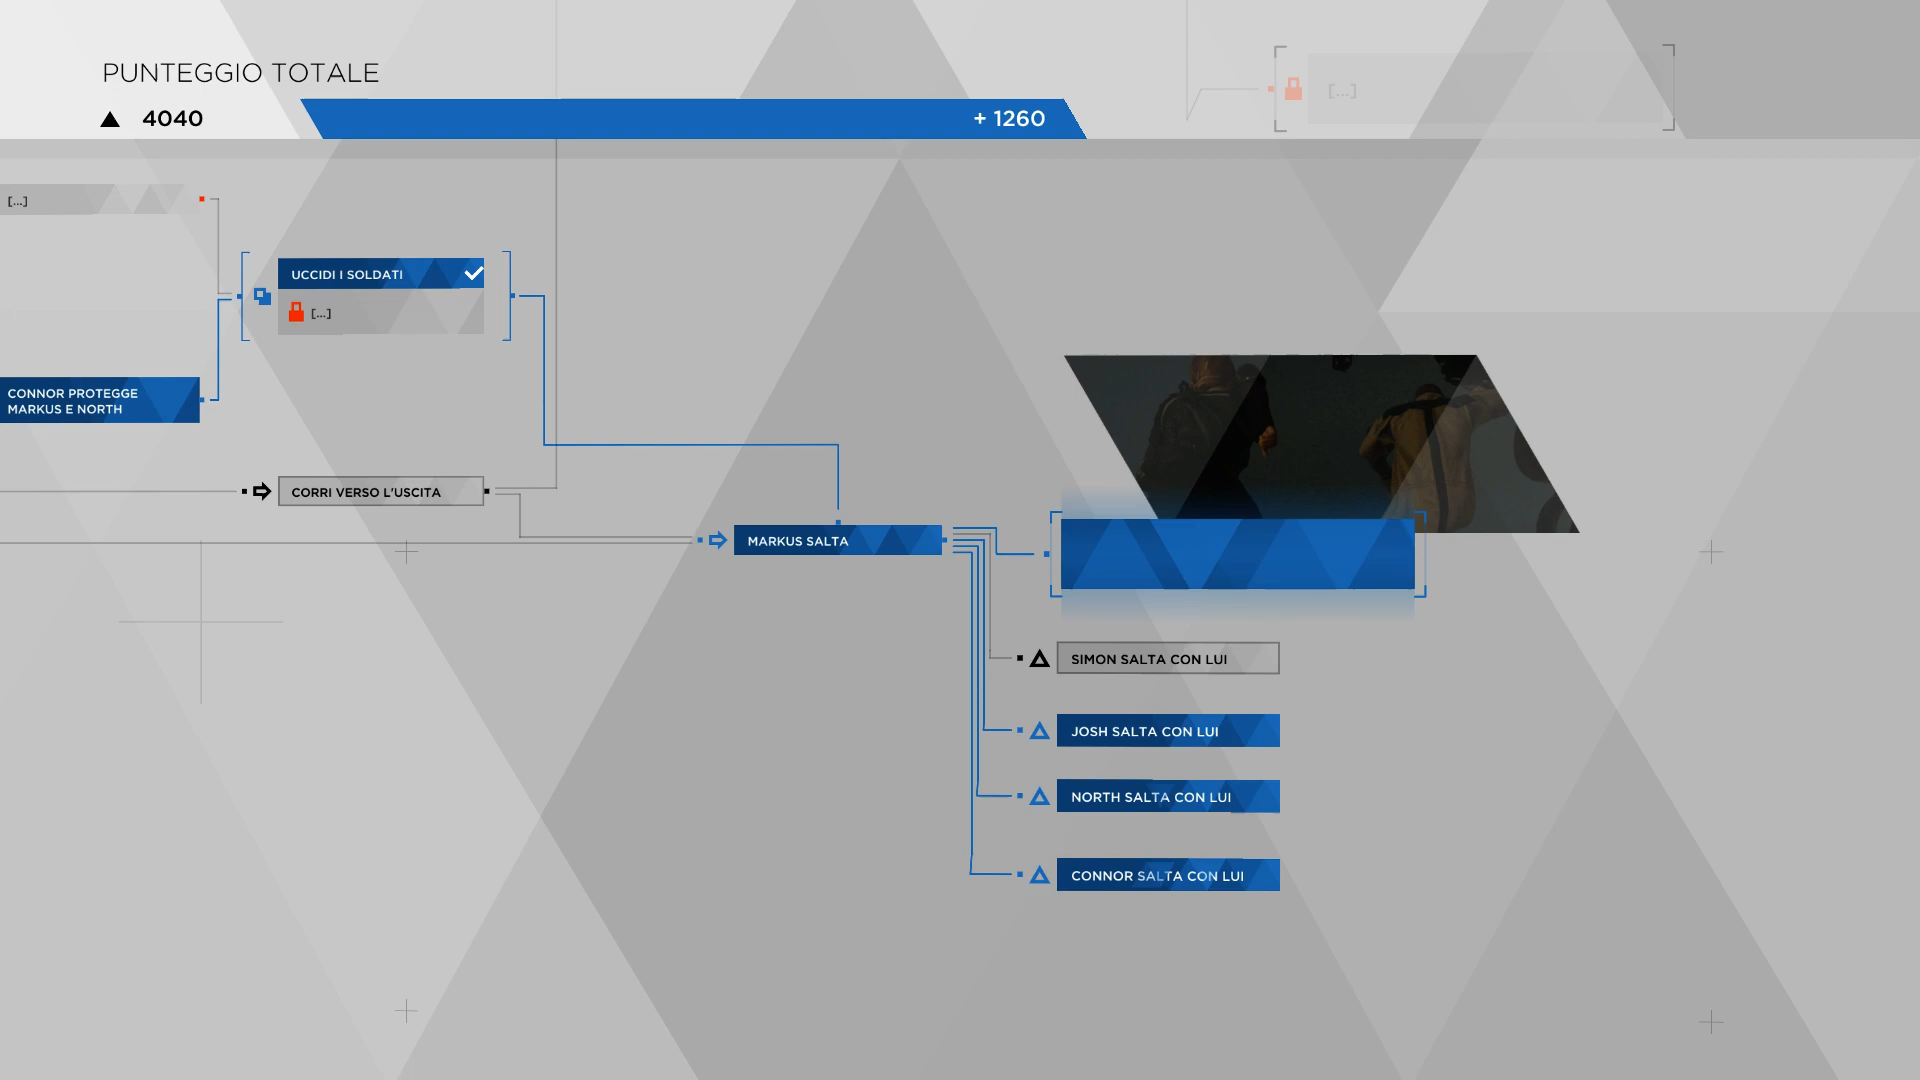 PUNTEGGIO TOTALE
4040
+ 1260
[...]
[...]
UCCIDI I SOLDATI
[...]
CONNOR PROTEGGE
MARKUS E NORTH
CORRI VERSO L'USCITA
MARKUS SALTA
SIMON SALTA CON LUI
JOSH SALTA CON LUI
NORTH SALTA CON LUI
CONNOR SALTA CON LUI